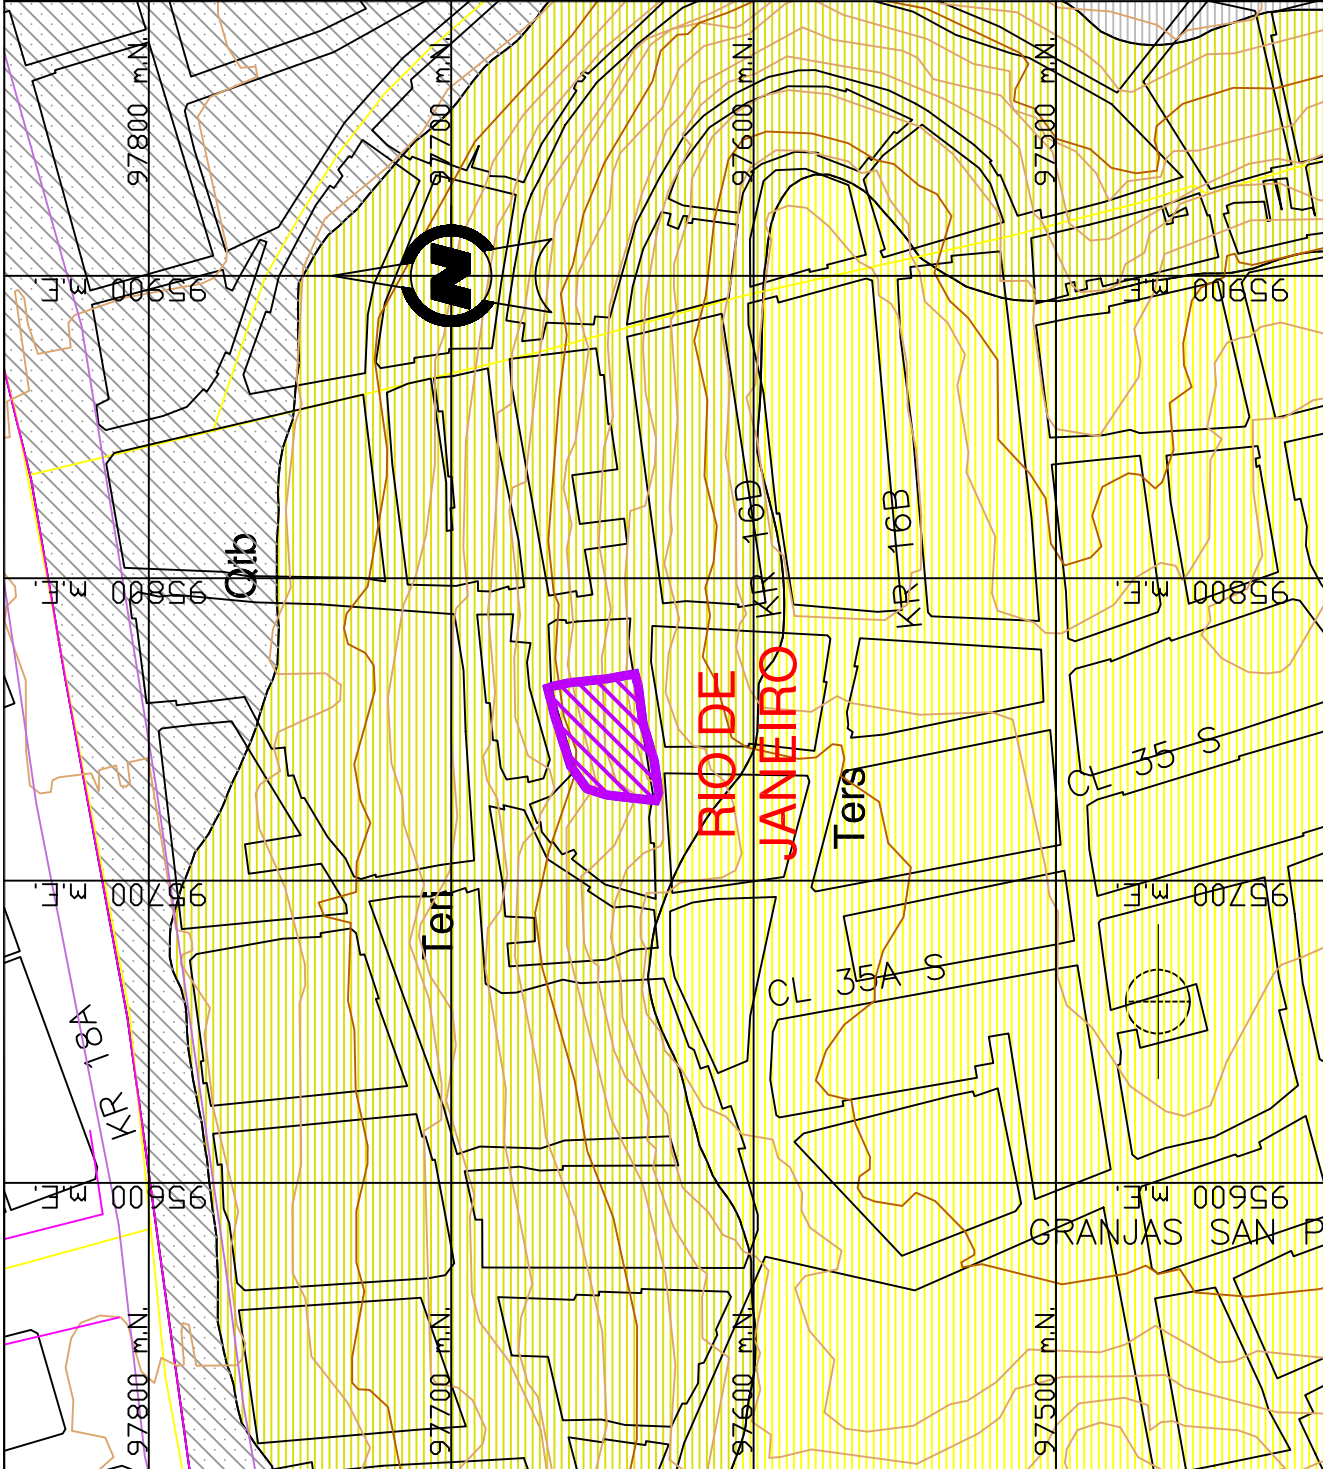 97800 m.N.
97700 m.N.
97600 m.N.
97500 m.N
N
95900 m.E.
95900 m.E.
KR 16D
KR 16B
Qtb
95800 m.E.
95800 m.E.
RIO DE
JANEIRO
Ters
CL 35 S
95700 m.E.
95700 m.E.
Terl
CL 35A S
KR 18A
95600 m.E.
95600 m.E.
GRANJAS SAN P
97800 m.N.
97700 m.N.
97600 m.N.
97500 m.N.